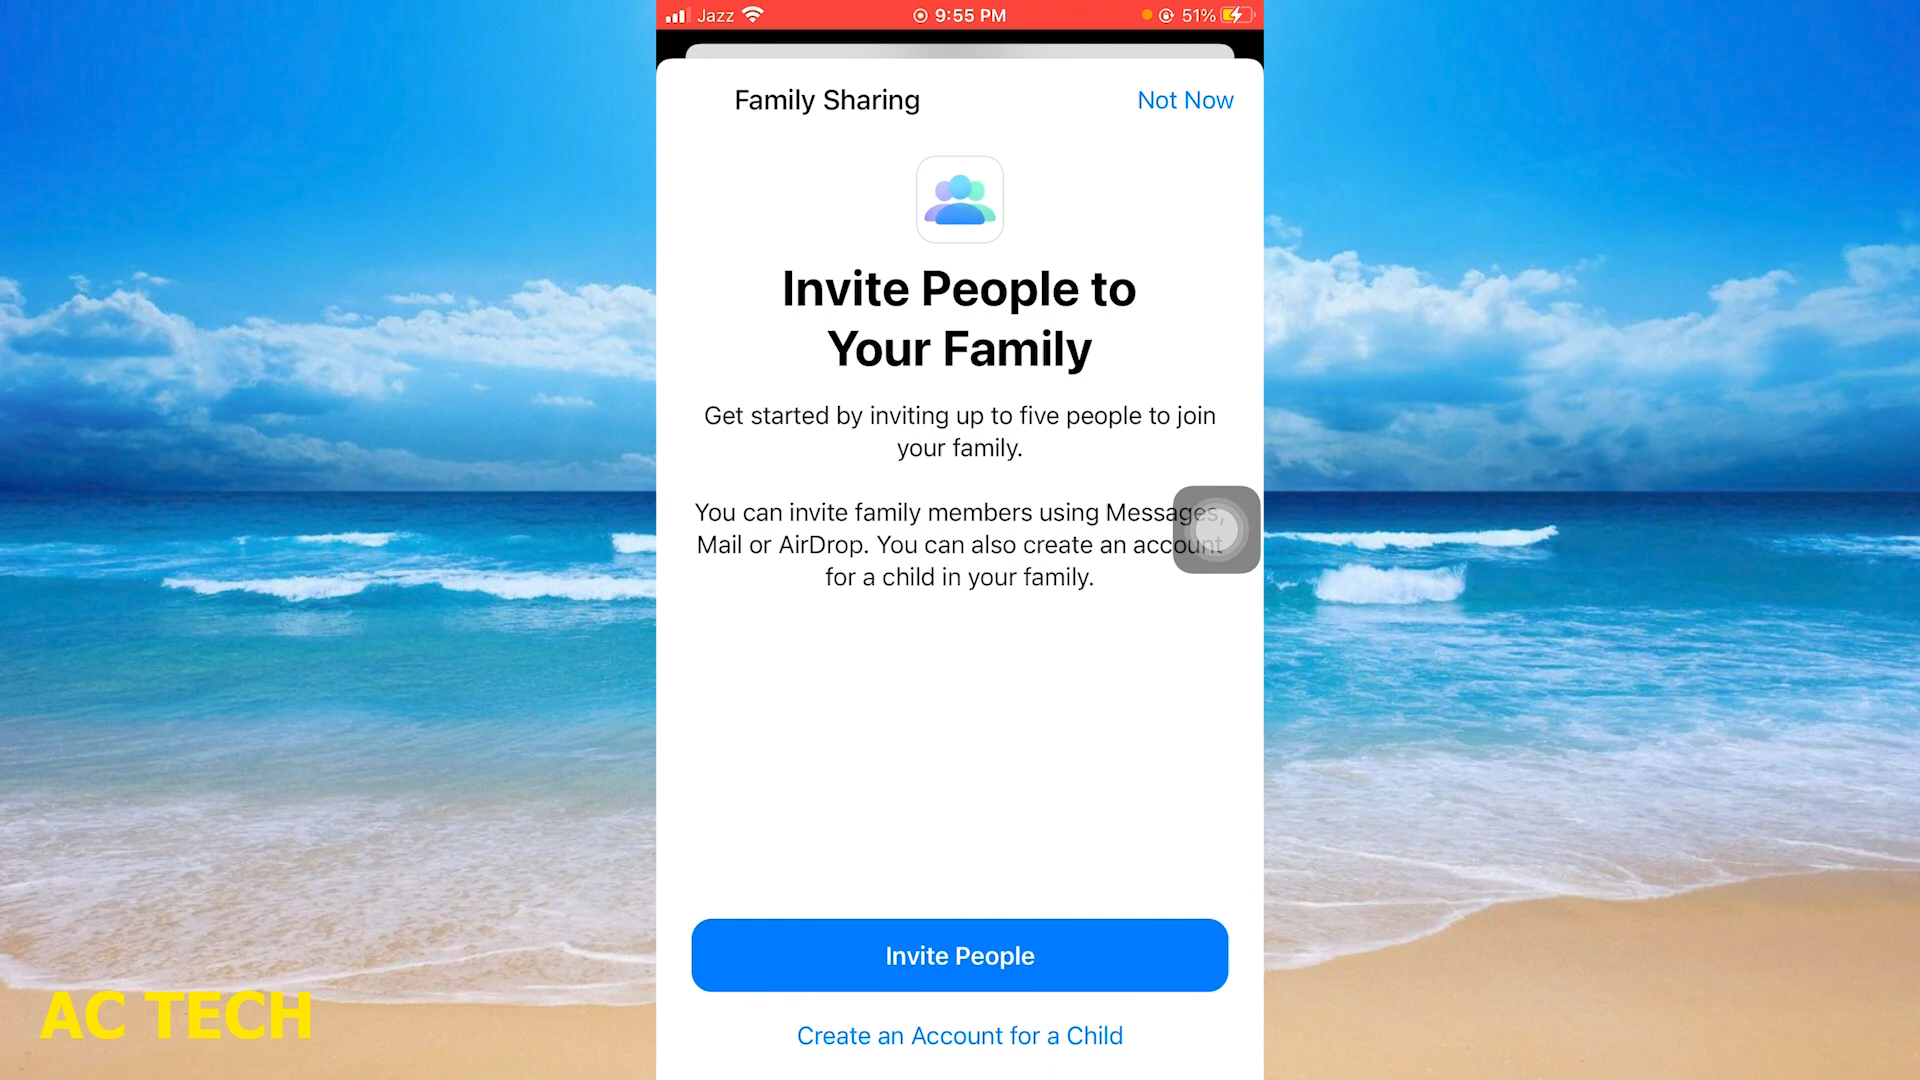 Jazz 9:55 PM 51%
Family Sharing Not Now
Invite People to
Your Family
Get started by inviting up to five people to join
your family.
You can invite family members using Messages,
Mail or AirDrop. You can also create an account
for a child in your family.
Invite People
AC TECH
Create an Account for a Child